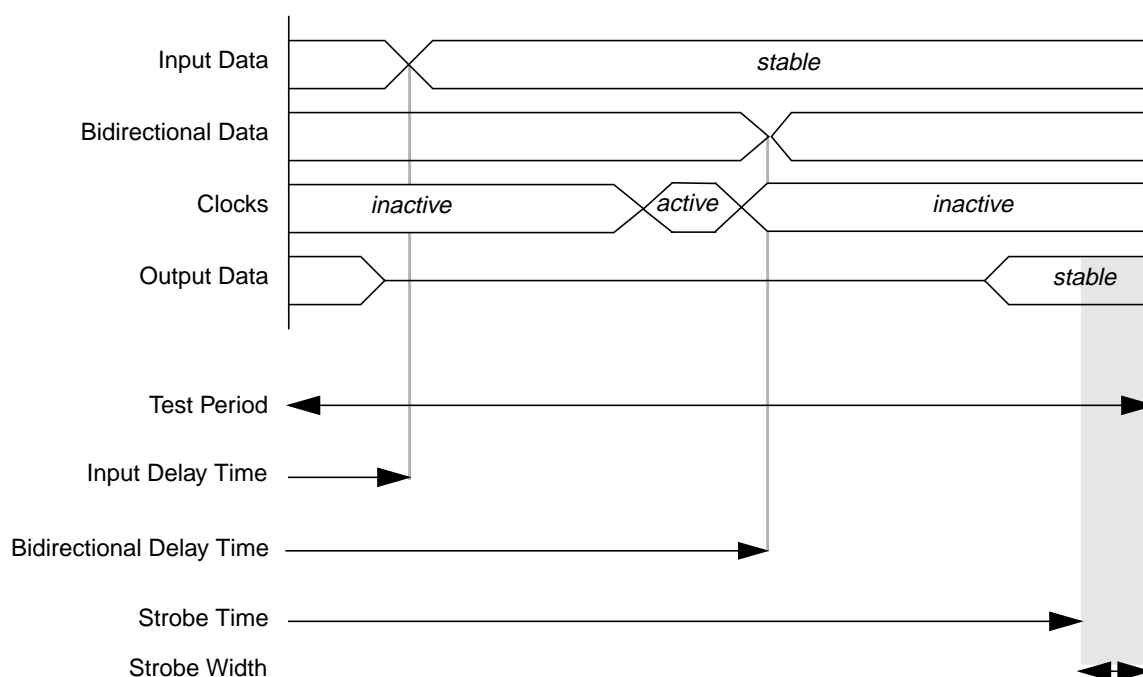 Input Data
stable
Bidirectional Data
Clocks
inactive
active
inactive
Output Data
stable
Test Period
Input Delay Time
Bidirectional Delay Time
Strobe Time
Strobe Width